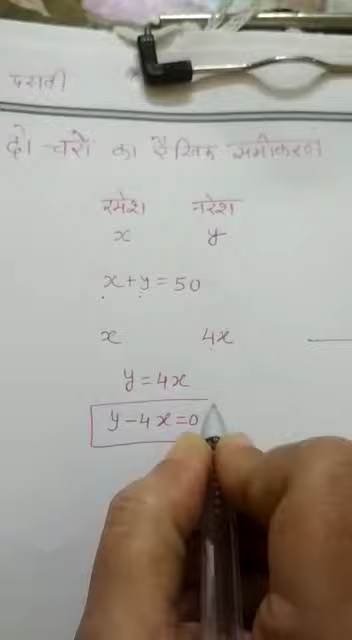 दो चरों का रैखिक समीकरण
रमेश नरेश
x y
x + y = 50
x 4x
y = 4x
y - 4x = 0